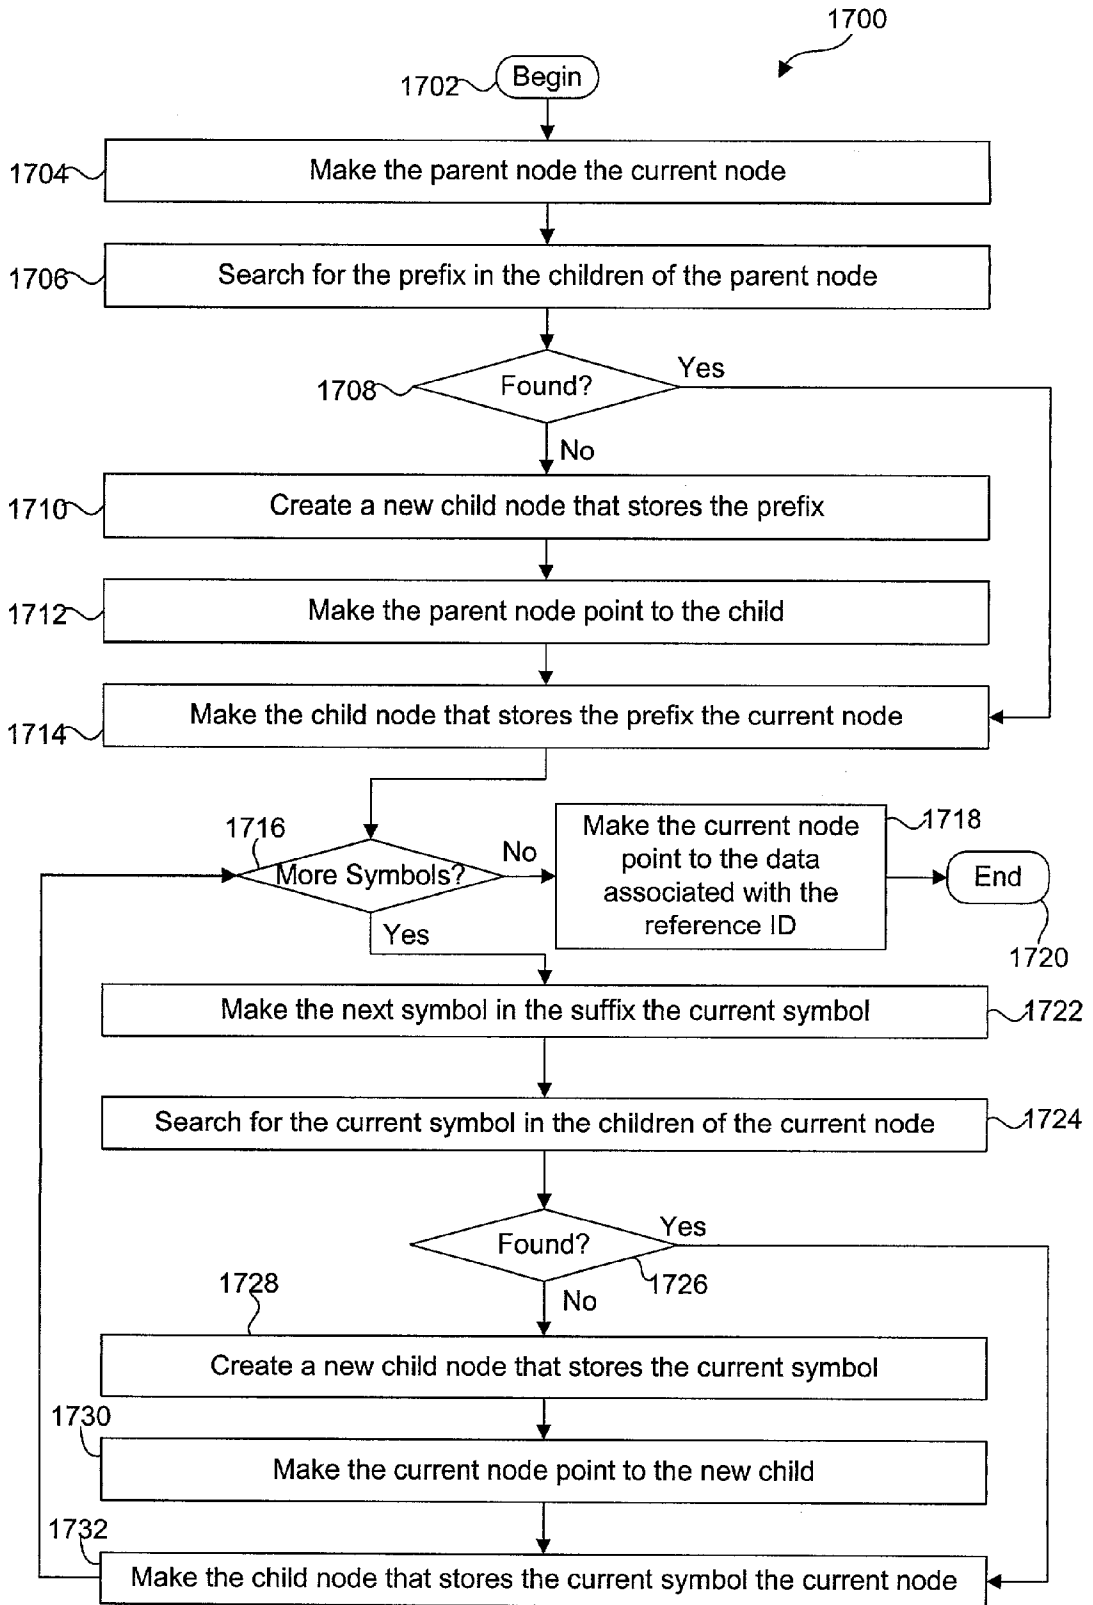 1700
1702
Begin
1704
Make the parent node the current node
1706
Search for the prefix in the children of the parent node
1708
Found?
Yes
No
1710
Create a new child node that stores the prefix
1712
Make the parent node point to the child
1714
Make the child node that stores the prefix the current node
1716
More Symbols?
No
Make the current node
point to the data
associated with the
reference ID
1718
End
1720
Yes
Make the next symbol in the suffix the current symbol
1722
Search for the current symbol in the children of the current node
1724
Found?
Yes
1726
No
1728
Create a new child node that stores the current symbol
1730
Make the current node point to the new child
1732
Make the child node that stores the current symbol the current node